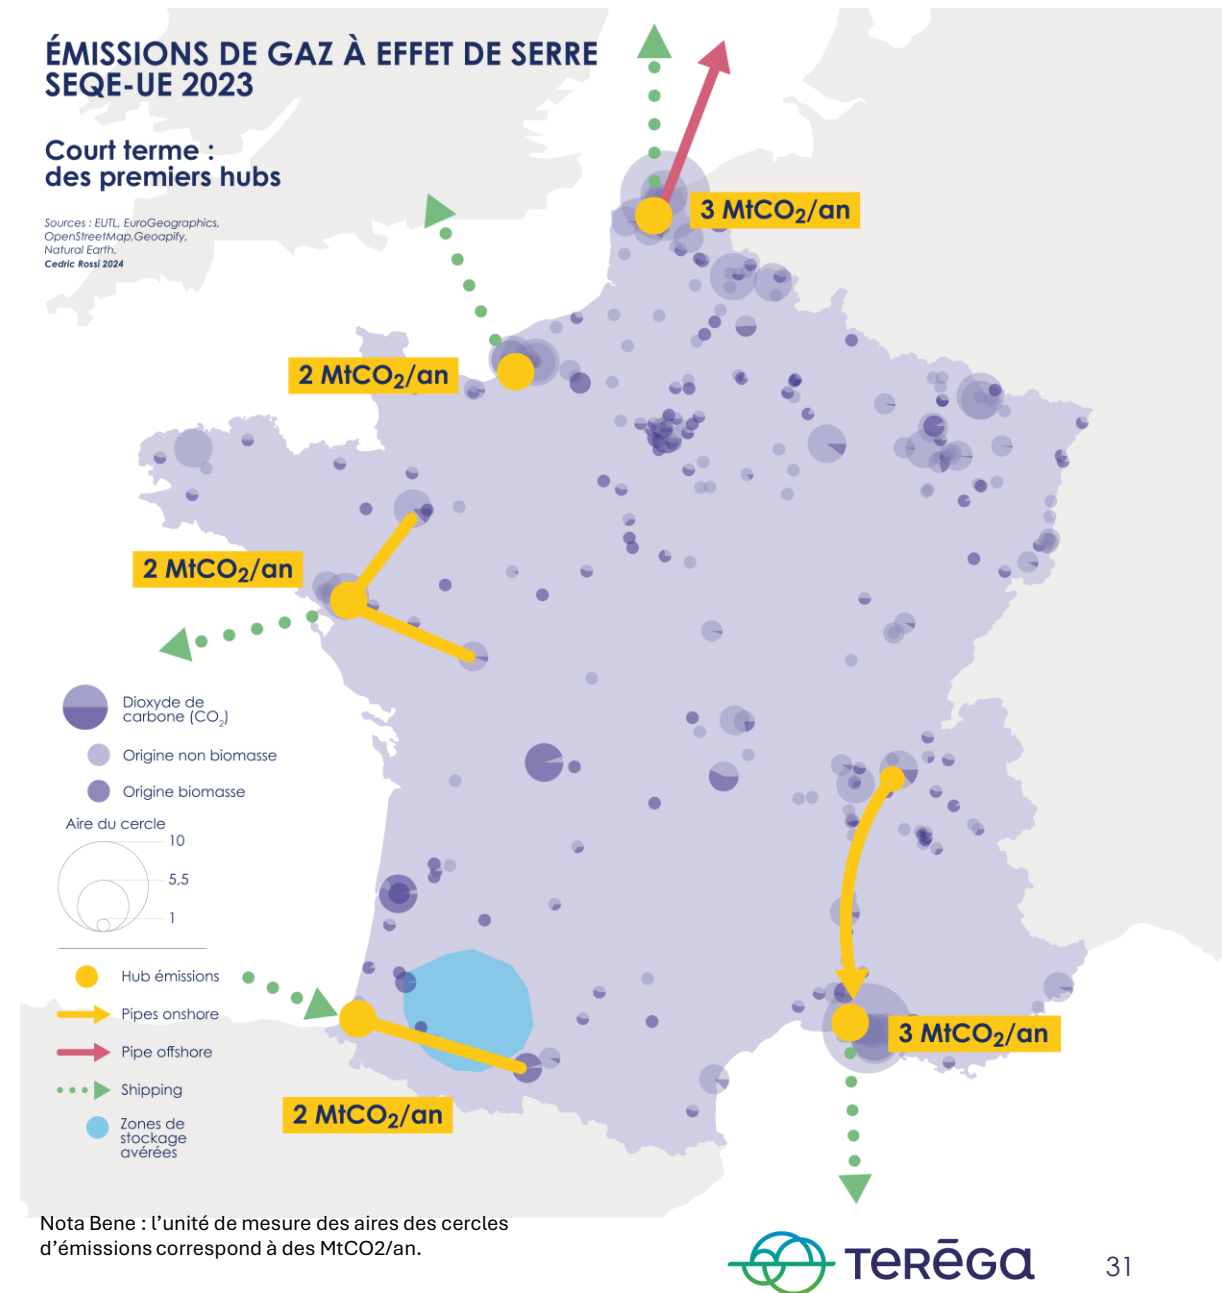 ÉMISSIONS DE GAZ À EFFET DE SERRE
SEQE-UE 2023
Court terme :
des premiers hubs
Sources : EUTL, EuroGeographics,
OpenStreetMap,Geoapify,
Natural Earth.
Cedric Rossi 2024
3 MtCO₂/an
2 MtCO₂/an
2 MtCO₂/an
Dioxyde de
carbone (CO₂)
Origine non biomasse
Origine biomasse
Aire du cercle
10
5,5
1
Hub émissions
Pipes onshore
Pipe offshore
Shipping
Zones de
stockage
avérées
3 MtCO₂/an
2 MtCO₂/an
Nota Bene : l’unité de mesure des aires des cercles
d’émissions correspond à des MtCO2/an.
TERĒGA
31